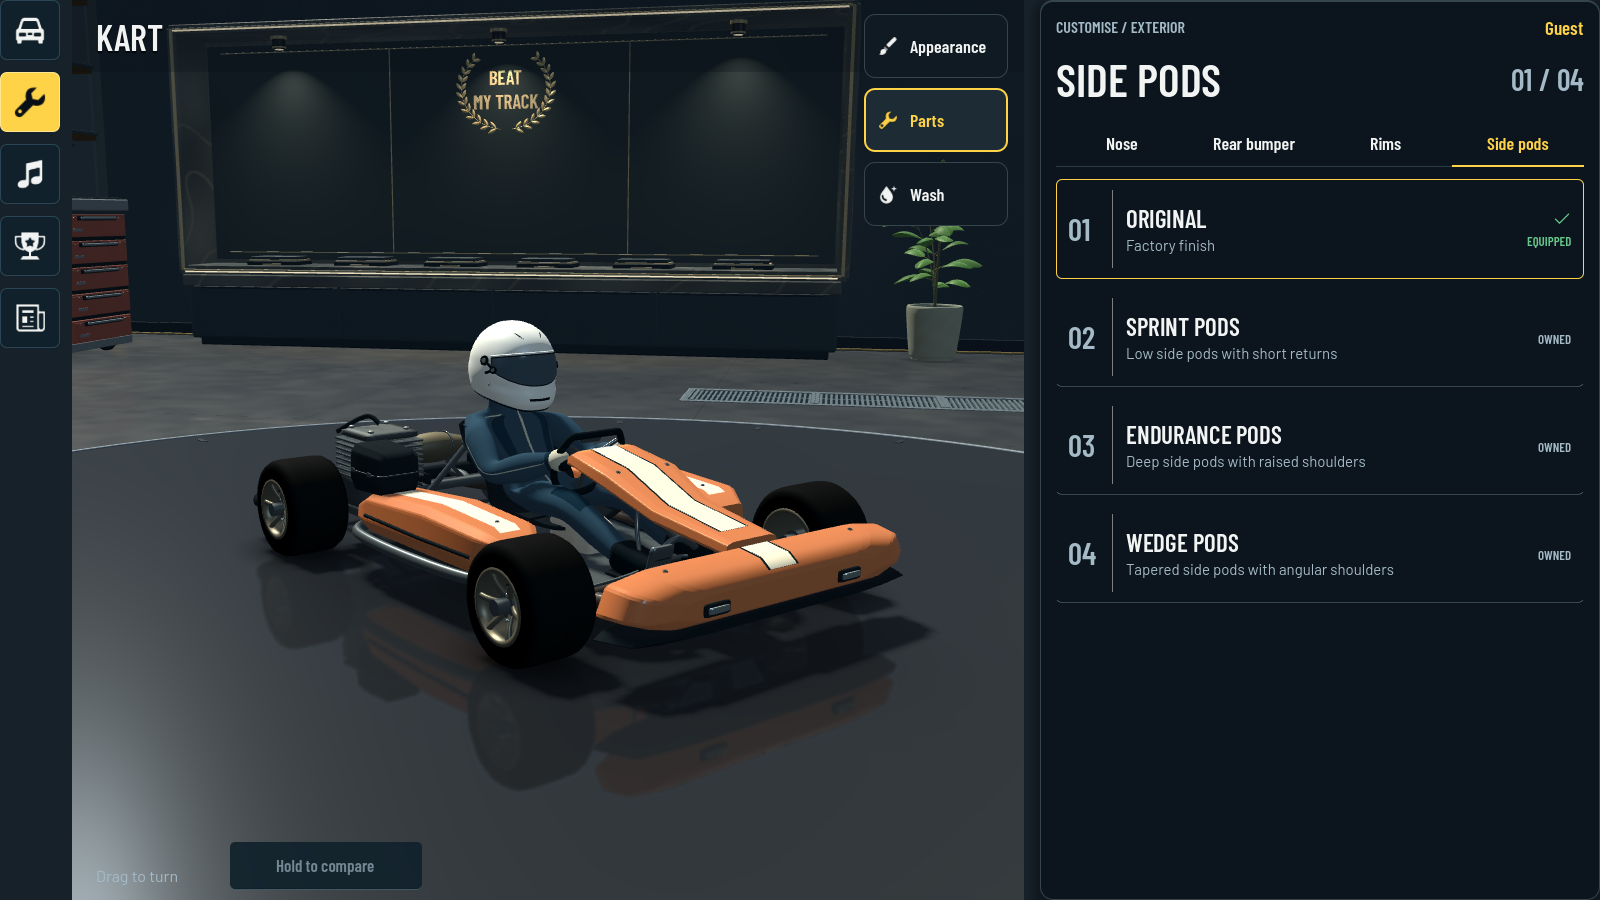 KART
BEAT
MY TRACK
Appearance
Parts
Wash
Drag to turn
Hold to compare
CUSTOMISE / EXTERIOR
Guest
SIDE PODS
01 / 04
Nose
Rear bumper
Rims
Side pods
01
ORIGINAL
Factory finish
EQUIPPED
02
SPRINT PODS
Low side pods with short returns
OWNED
03
ENDURANCE PODS
Deep side pods with raised shoulders
OWNED
04
WEDGE PODS
Tapered side pods with angular shoulders
OWNED